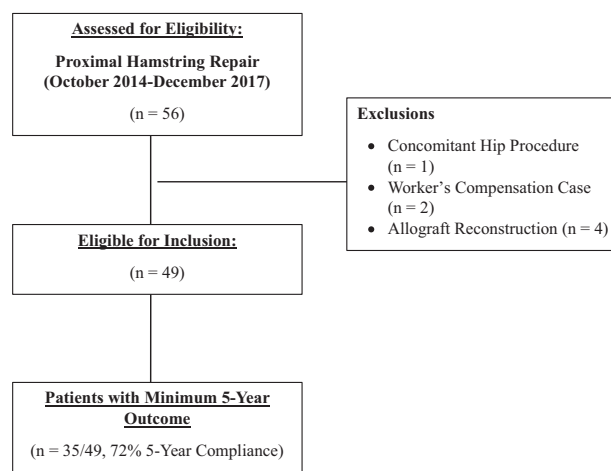 Assessed for Eligibility:
Proximal Hamstring Repair
(October 2014-December 2017)
(n = 56)
Exclusions
• Concomitant Hip Procedure
(n = 1)
• Worker's Compensation Case
(n = 2)
• Allograft Reconstruction (n = 4)
Eligible for Inclusion:
(n = 49)
Patients with Minimum 5-Year
Outcome
(n = 35/49, 72% 5-Year Compliance)